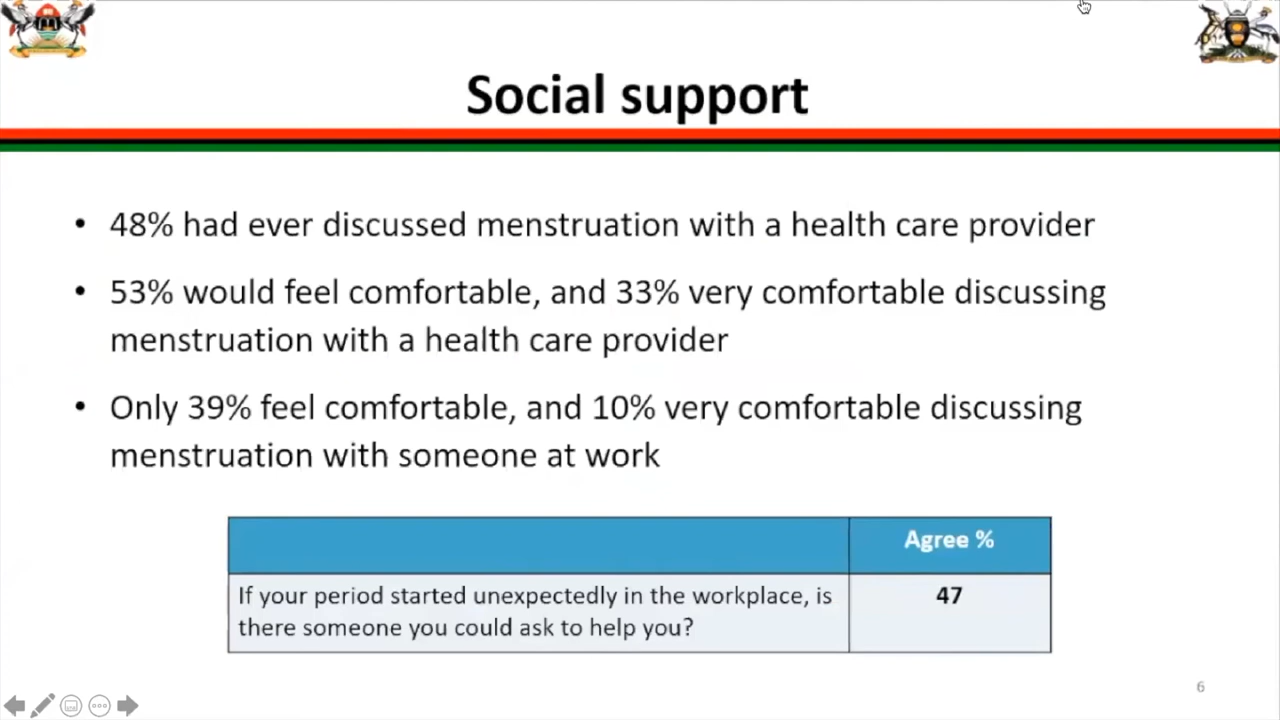 Social support
• 48% had ever discussed menstruation with a health care provider
• 53% would feel comfortable, and 33% very comfortable discussing
menstruation with a health care provider
• Only 39% feel comfortable, and 10% very comfortable discussing
menstruation with someone at work
Agree %
If your period started unexpectedly in the workplace, is
there someone you could ask to help you?
47
6